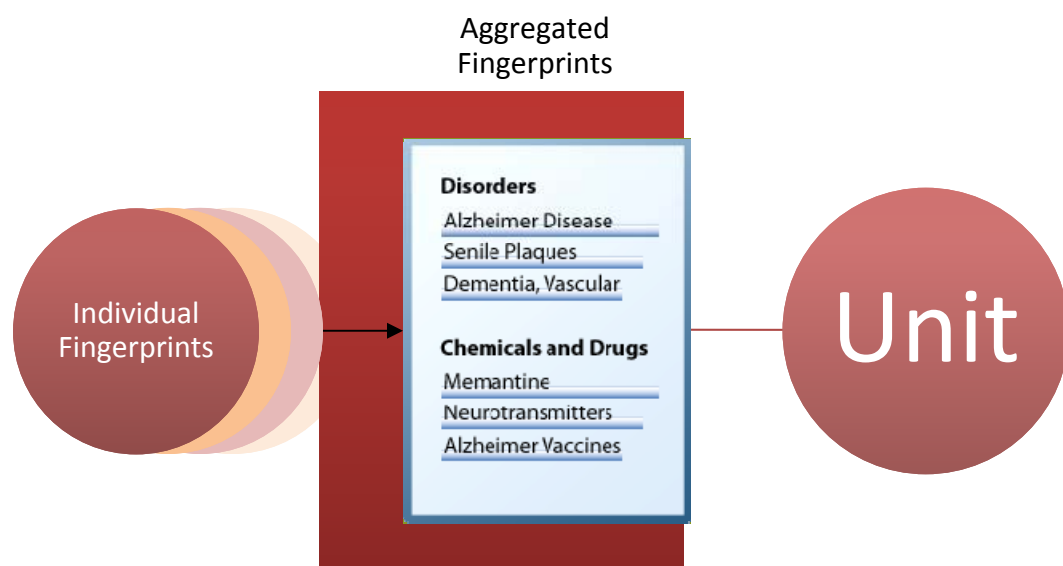 Aggregated
Fingerprints
Individual
Fingerprints
Disorders
Alzheimer Disease
Senile Plaques
Dementia, Vascular
Chemicals and Drugs
Memantine
Neurotransmitters
Alzheimer Vaccines
Unit